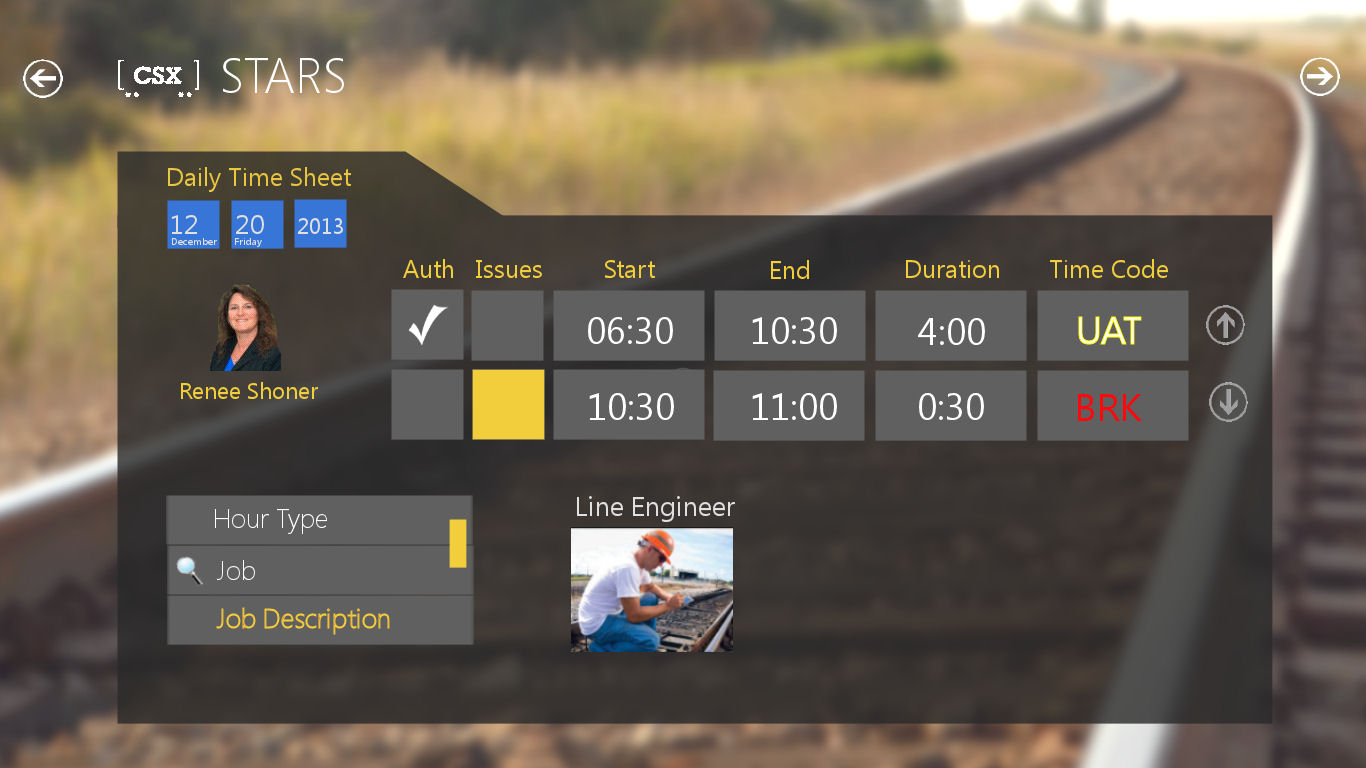 CSX STARS
Daily Time Sheet
12 December 20 Friday 2013
Auth Issues Start End Duration Time Code
06:30 10:30 4:00 UAT
Renee Shoner
10:30 11:00 0:30 BRK
Hour Type
Job
Job Description
Line Engineer